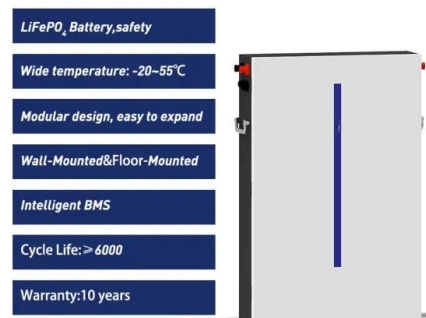 LiFePO₄ Battery,safety
Wide temperature: -20~55℃
Modular design, easy to expand
Wall-Mounted&Floor-Mounted
Intelligent BMS
Cycle Life:≥6000
Warranty:10 years